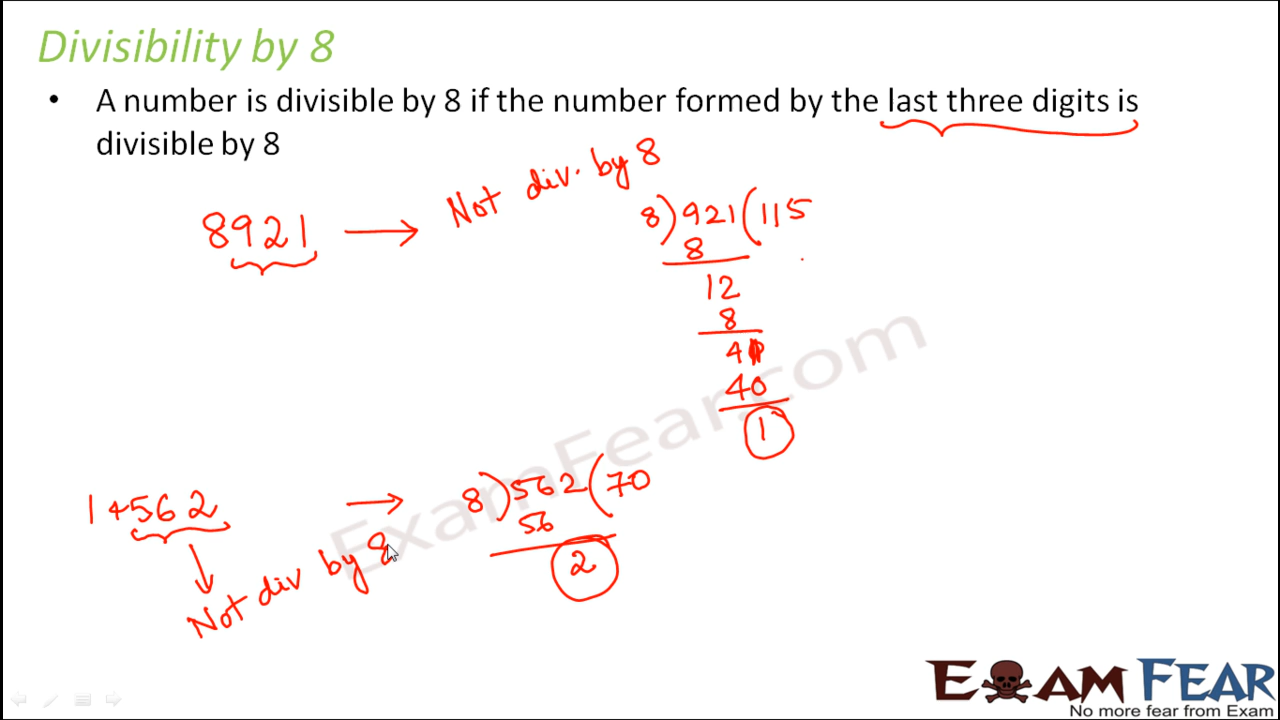 Divisibility by 8
• A number is divisible by 8 if the number formed by the last three digits is
divisible by 8
8921 → Not div. by 8
8) 921 ( 115
8
12
8
41
40
1
14562 → 8) 562 ( 70
56
2
Not div by 8
ExamFear.com
EXAM FEAR
No more fear from Exam